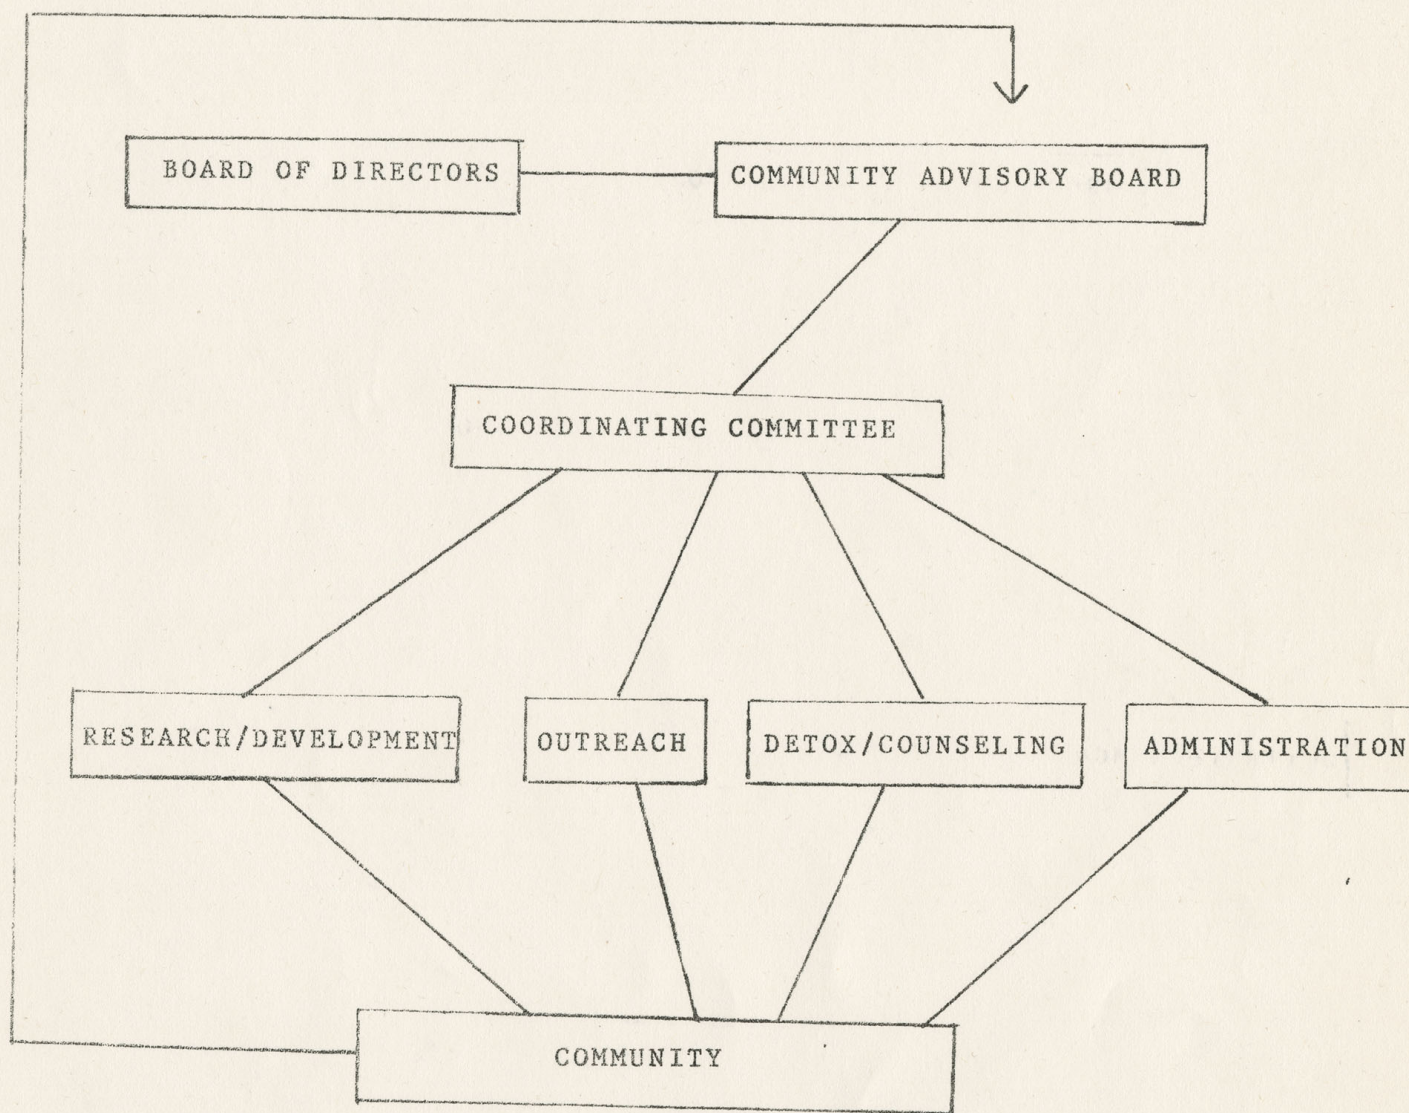 BOARD OF DIRECTORS
COMMUNITY ADVISORY BOARD
COORDINATING COMMITTEE
RESEARCH/DEVELOPMENT
OUTREACH
DETOX/COUNSELING
ADMINISTRATION
COMMUNITY